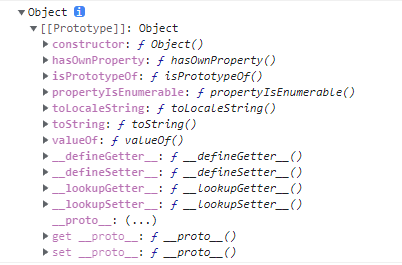 Object i
[[Prototype]]: Object
constructor: ƒ Object()
hasOwnProperty: ƒ hasOwnProperty()
isPrototypeOf: ƒ isPrototypeOf()
propertyIsEnumerable: ƒ propertyIsEnumerable()
toLocaleString: ƒ toLocaleString()
toString: ƒ toString()
valueOf: ƒ valueOf()
__defineGetter__: ƒ __defineGetter__()
__defineSetter__: ƒ __defineSetter__()
__lookupGetter__: ƒ __lookupGetter__()
__lookupSetter__: ƒ __lookupSetter__()
__proto__: (...)
get __proto__: ƒ __proto__()
set __proto__: ƒ __proto__()